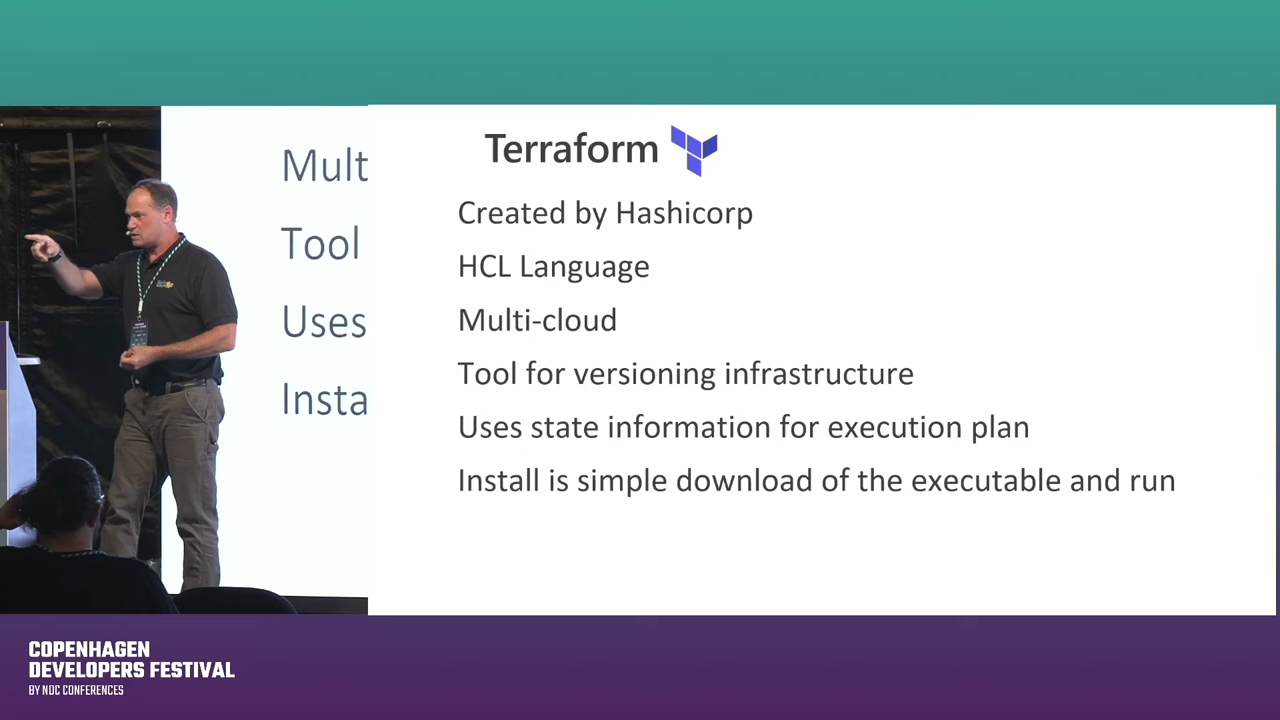 Mult
Tool
Uses
Insta
Terraform
Created by Hashicorp
HCL Language
Multi-cloud
Tool for versioning infrastructure
Uses state information for execution plan
Install is simple download of the executable and run
COPENHAGEN
DEVELOPERS FESTIVAL
BY NDC CONFERENCES